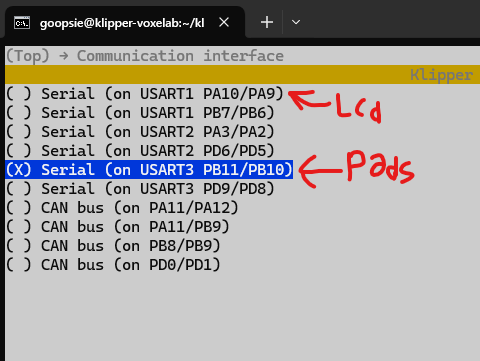 goopsie@klipper-voxelab:~/kl
(Top) → Communication interface
Klipper
( ) Serial (on USART1 PA10/PA9)
Lcd
( ) Serial (on USART1 PB7/PB6)
( ) Serial (on USART2 PA3/PA2)
( ) Serial (on USART2 PD6/PD5)
(X) Serial (on USART3 PB11/PB10)
Pads
( ) Serial (on USART3 PD9/PD8)
( ) CAN bus (on PA11/PA12)
( ) CAN bus (on PA11/PB9)
( ) CAN bus (on PB8/PB9)
( ) CAN bus (on PD0/PD1)